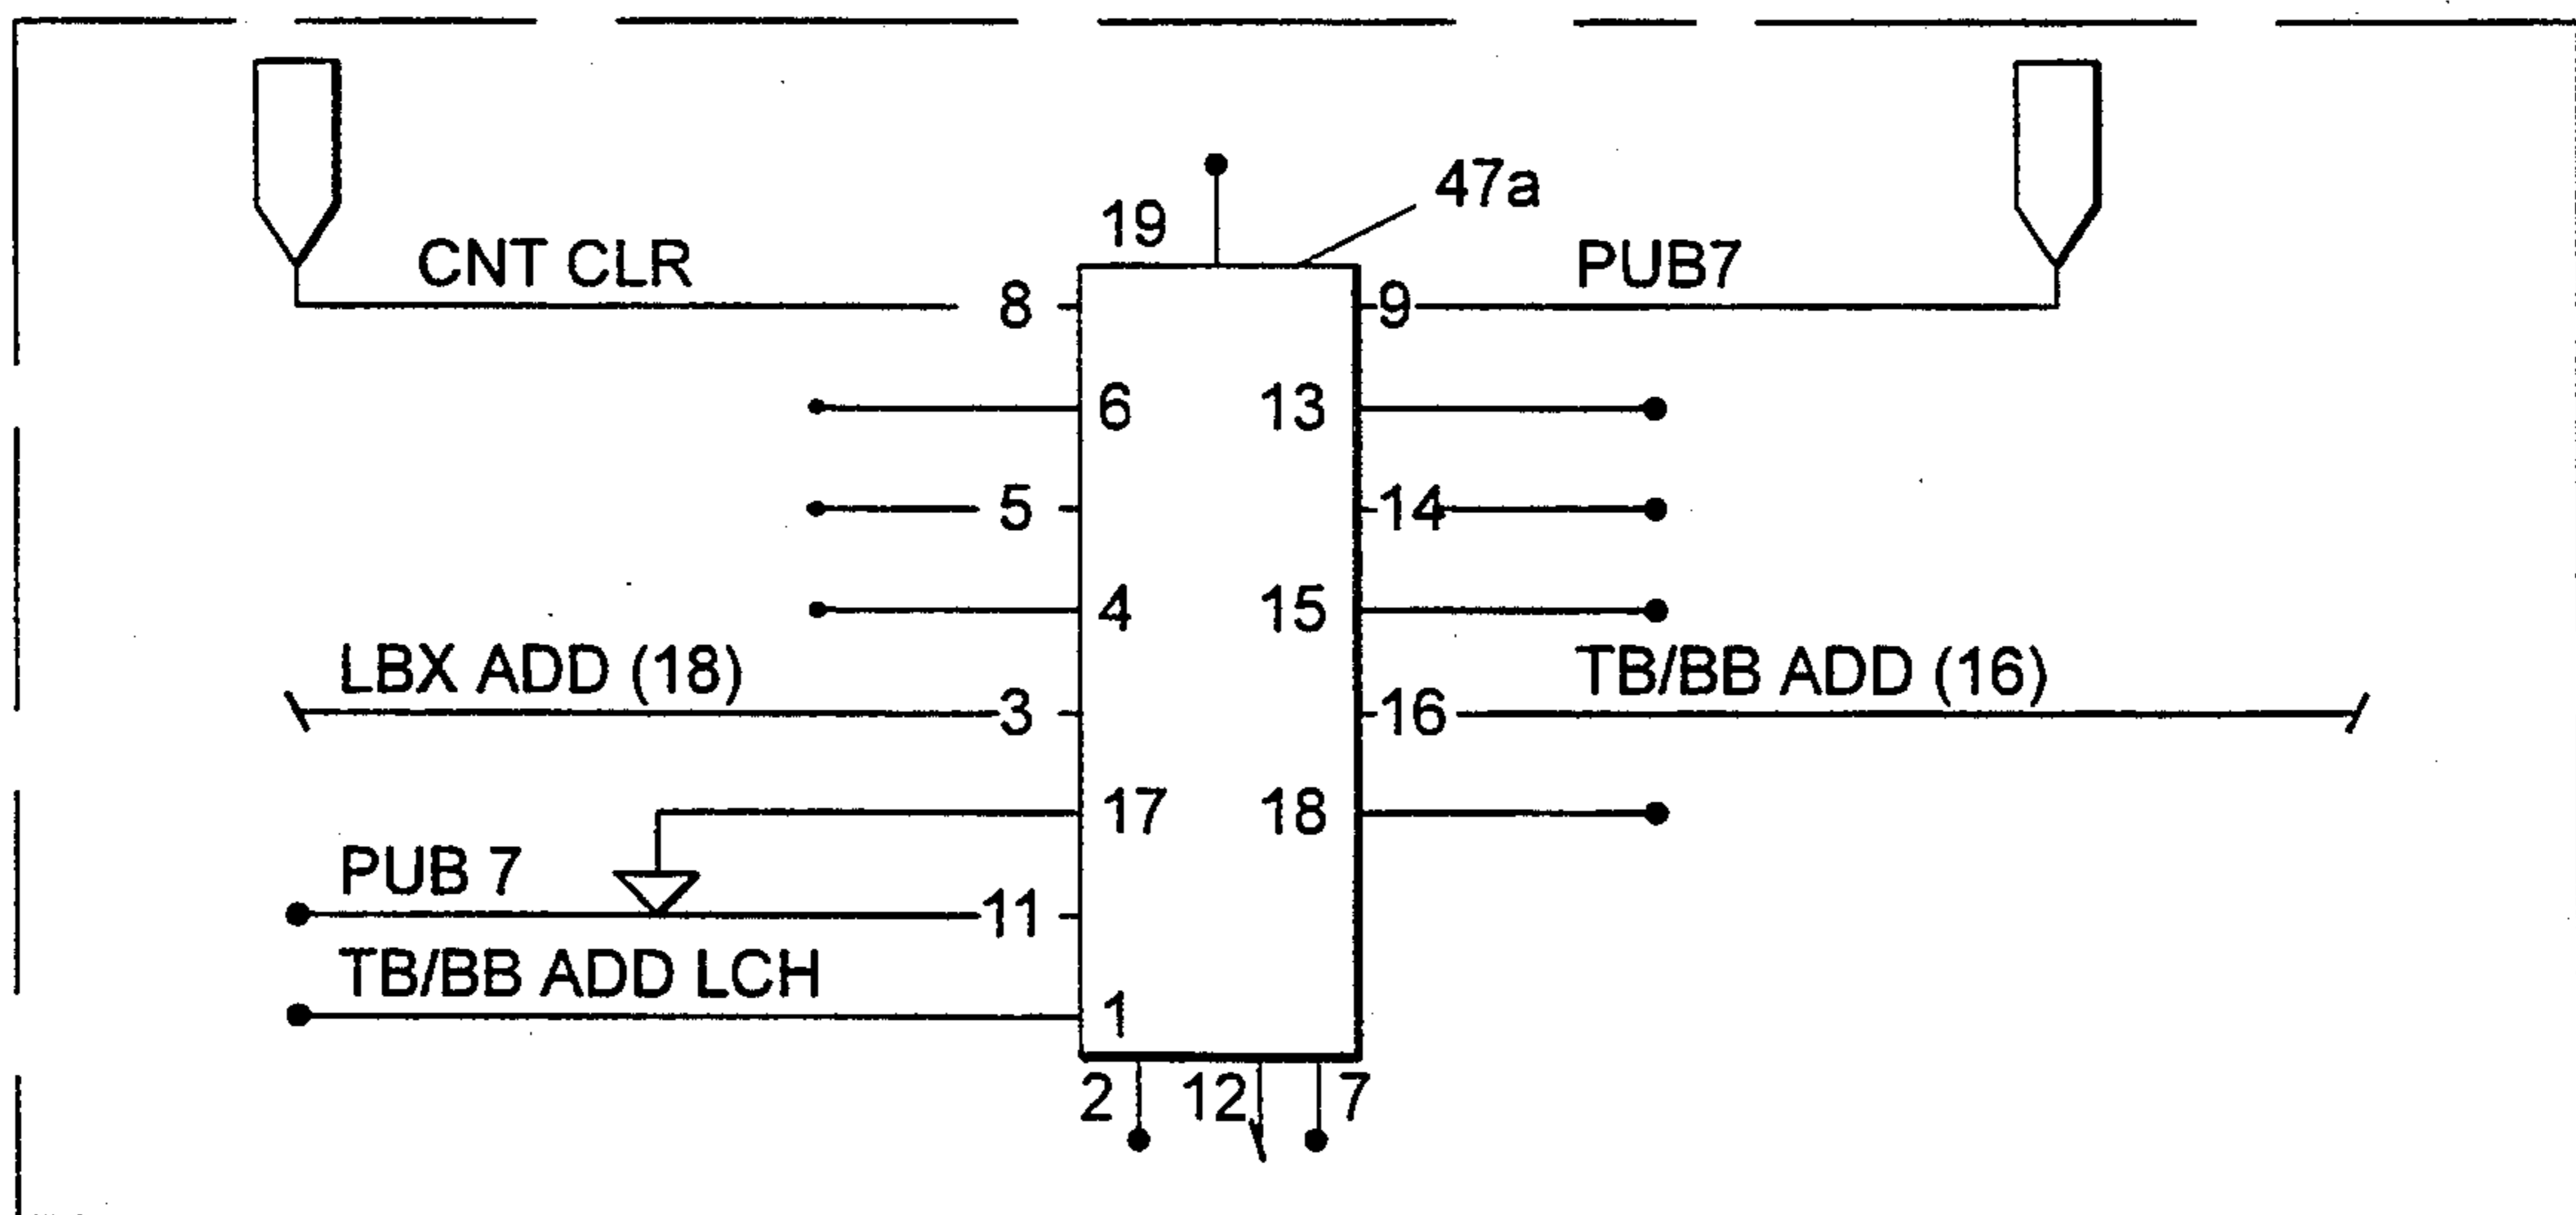 47a
19
CNT CLR
PUB7
8
9
6
13
5
14
4
15
LBX ADD (18)
TB/BB ADD (16)
3
16
17
18
PUB 7
11
TB/BB ADD LCH
1
2
12
7